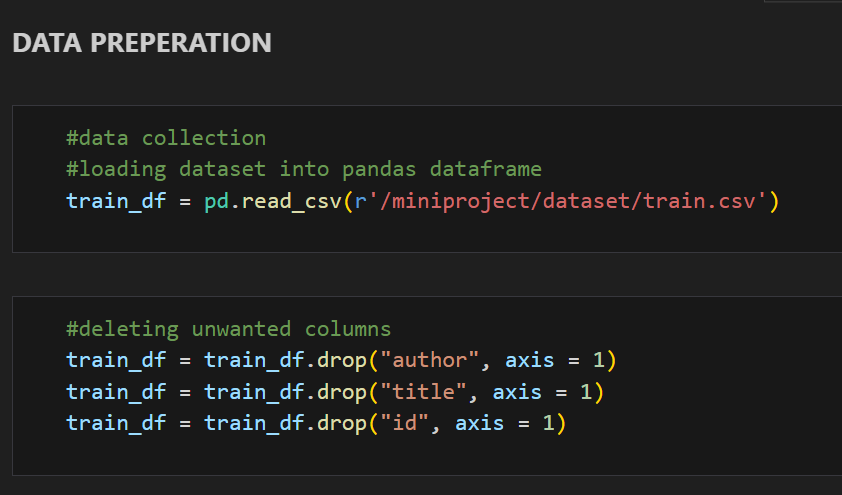 DATA PREPERATION
#data collection
#loading dataset into pandas dataframe
train_df = pd.read_csv(r'/miniproject/dataset/train.csv')
#deleting unwanted columns
train_df = train_df.drop("author", axis = 1)
train_df = train_df.drop("title", axis = 1)
train_df = train_df.drop("id", axis = 1)